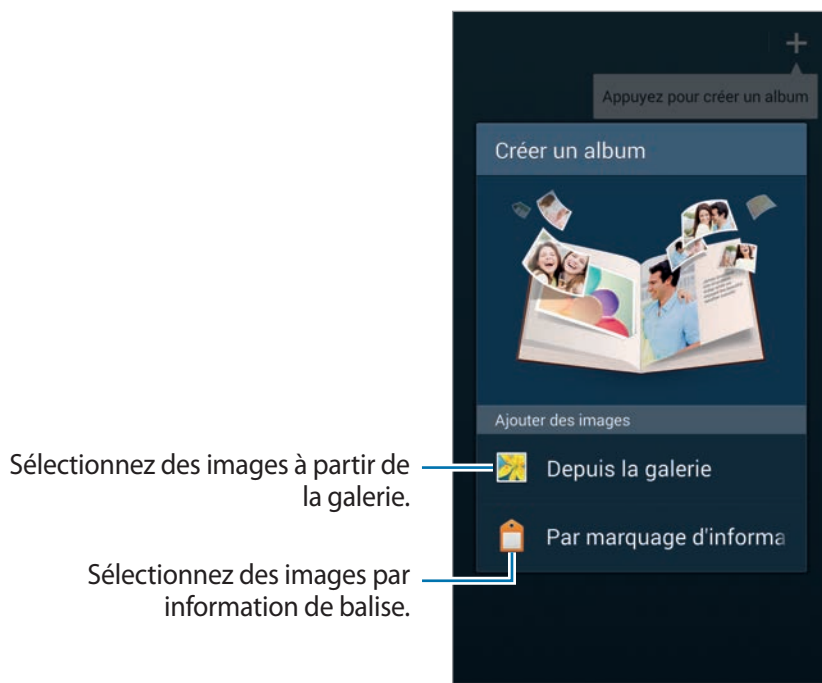 +
Appuyez pour créer un album
Créer un album
Ajouter des images
Sélectionnez des images à partir de
la galerie.
Depuis la galerie
Par marquage d'informa
Sélectionnez des images par
information de balise.